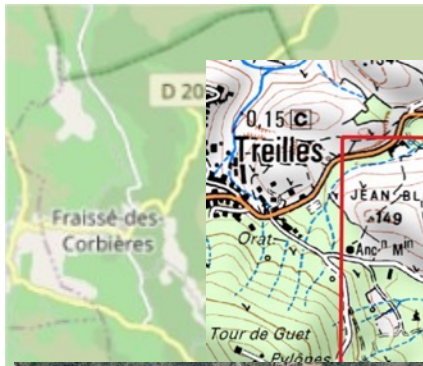 D 20
Fraissé-des-
Corbières
0,15 C
Treilles
JEAN BL
149
Orat.
Anc.ⁿ Mⁱⁿ
Tour de Guet
Pylônes